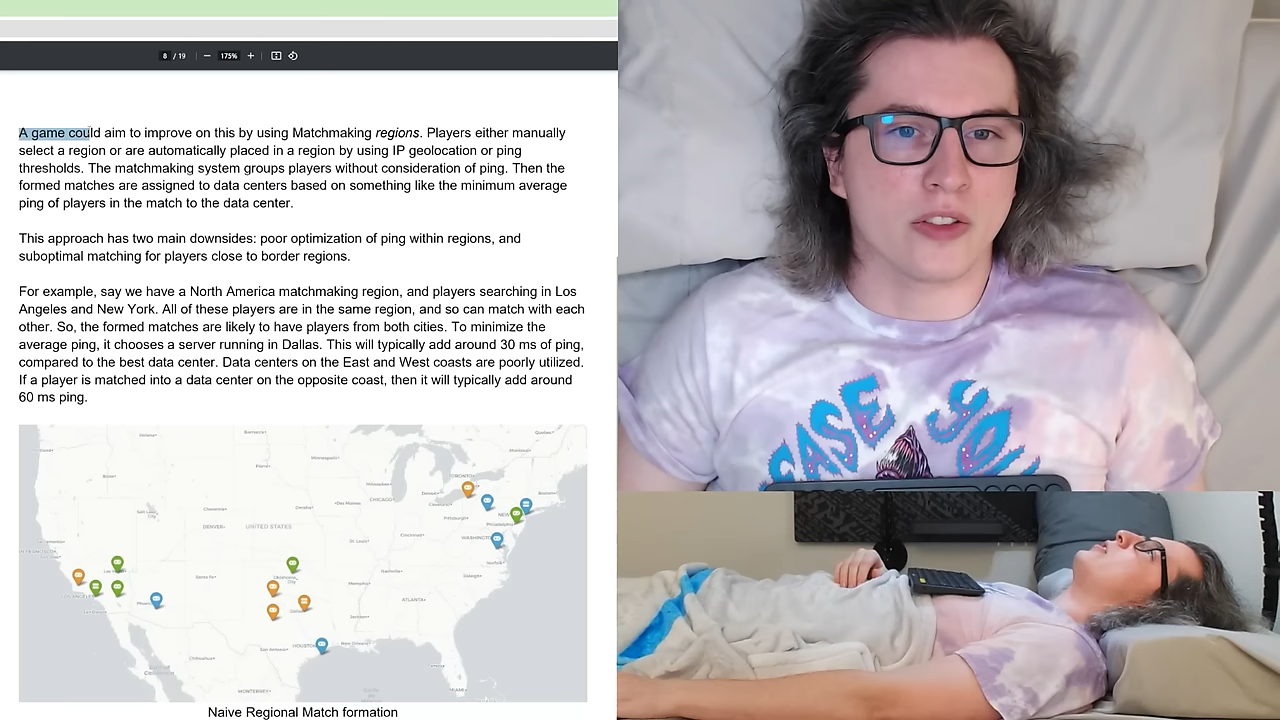 8 / 19
175%
A game could aim to improve on this by using Matchmaking regions. Players either manually
select a region or are automatically placed in a region by using IP geolocation or ping
thresholds. The matchmaking system groups players without consideration of ping. Then the
formed matches are assigned to data centers based on something like the minimum average
ping of players in the match to the data center.
This approach has two main downsides: poor optimization of ping within regions, and
suboptimal matching for players close to border regions.
For example, say we have a North America matchmaking region, and players searching in Los
Angeles and New York. All of these players are in the same region, and so can match with each
other. So, the formed matches are likely to have players from both cities. To minimize the
average ping, it chooses a server running in Dallas. This will typically add around 30 ms of ping,
compared to the best data center. Data centers on the East and West coasts are poorly utilized.
If a player is matched into a data center on the opposite coast, then it will typically add around
60 ms ping.
TORONTO
CHICAGO
DENVER
UNITED STATES
WASHINGTON
ATLANTA
HOUSTON
MONTERREY
MIAMI
Naive Regional Match formation
EASE YOU